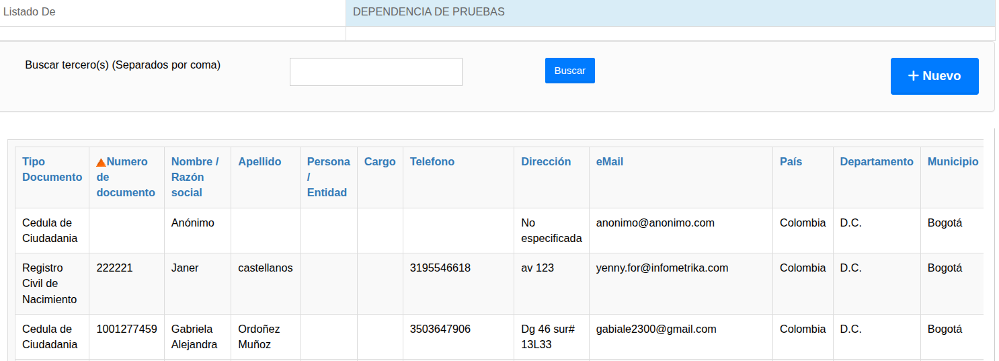 Listado De
DEPENDENCIA DE PRUEBAS
Buscar tercero(s) (Separados por coma)
Buscar
+ Nuevo
Tipo Documento
Numero de documento
Nombre / Razón social
Apellido
Persona / Entidad
Cargo
Telefono
Dirección
eMail
País
Departamento
Municipio
Cedula de Ciudadania
Anónimo
No especificada
anonimo@anonimo.com
Colombia
D.C.
Bogotá
Registro Civil de Nacimiento
222221
Janer
castellanos
3195546618
av 123
yenny.for@infometrika.com
Colombia
D.C.
Bogotá
Cedula de Ciudadania
1001277459
Gabriela Alejandra
Ordoñez Muñoz
3503647906
Dg 46 sur# 13L33
gabiale2300@gmail.com
Colombia
D.C.
Bogotá